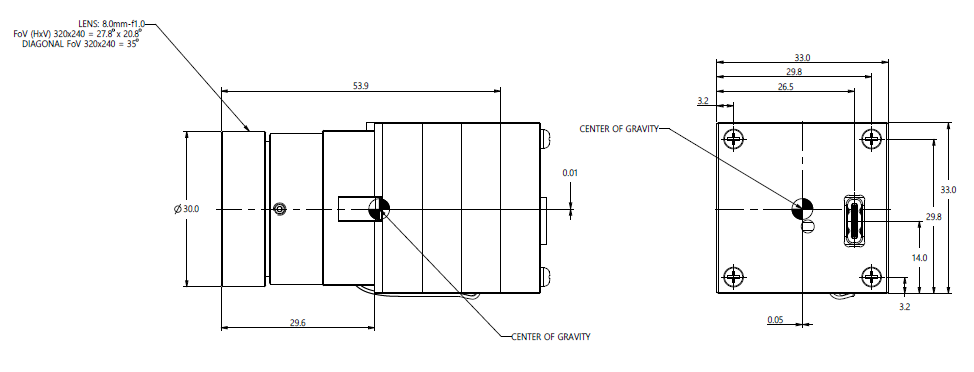 LENS: 8.0mm-f1.0
FoV (HxV) 320x240 = 27.8° x 20.8°
DIAGONAL FoV 320x240 = 35°
53.9
Ø30.0
0.01
29.6
CENTER OF GRAVITY
33.0
29.8
26.5
3.2
CENTER OF GRAVITY
33.0
29.8
14.0
3.2
0.05